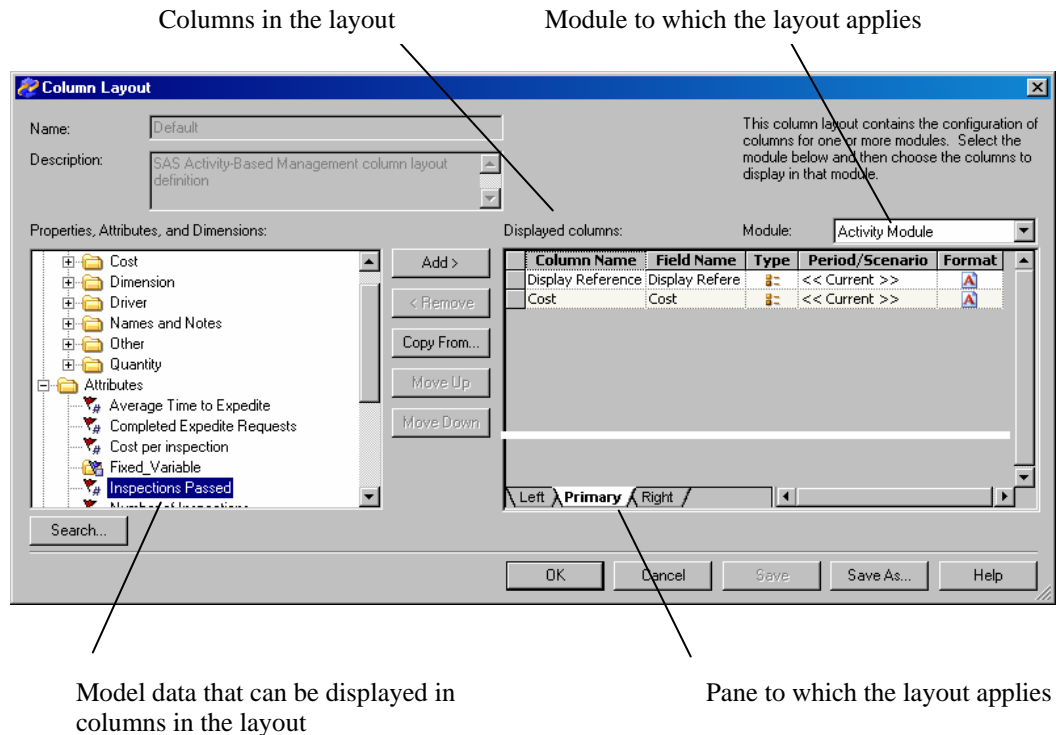 Columns in the layout
Module to which the layout applies
Column Layout
Name:
Default
Description:
SAS Activity-Based Management column layout
definition
This column layout contains the configuration of
columns for one or more modules. Select the
module below and then choose the columns to
display in that module.
Properties, Attributes, and Dimensions:
Displayed columns:
Module:
Activity Module
Cost
Dimension
Driver
Names and Notes
Other
Quantity
Attributes
Average Time to Expedite
Completed Expedite Requests
Cost per inspection
Fixed_Variable
Inspections Passed
Add >
< Remove
Copy From...
Move Up
Move Down
Column Name Field Name Type Period/Scenario Format
Display Reference Display Refere << Current >> A
Cost Cost << Current >> A
Left Primary Right
Search...
OK Cancel Save Save As... Help
Model data that can be displayed in
columns in the layout
Pane to which the layout applies